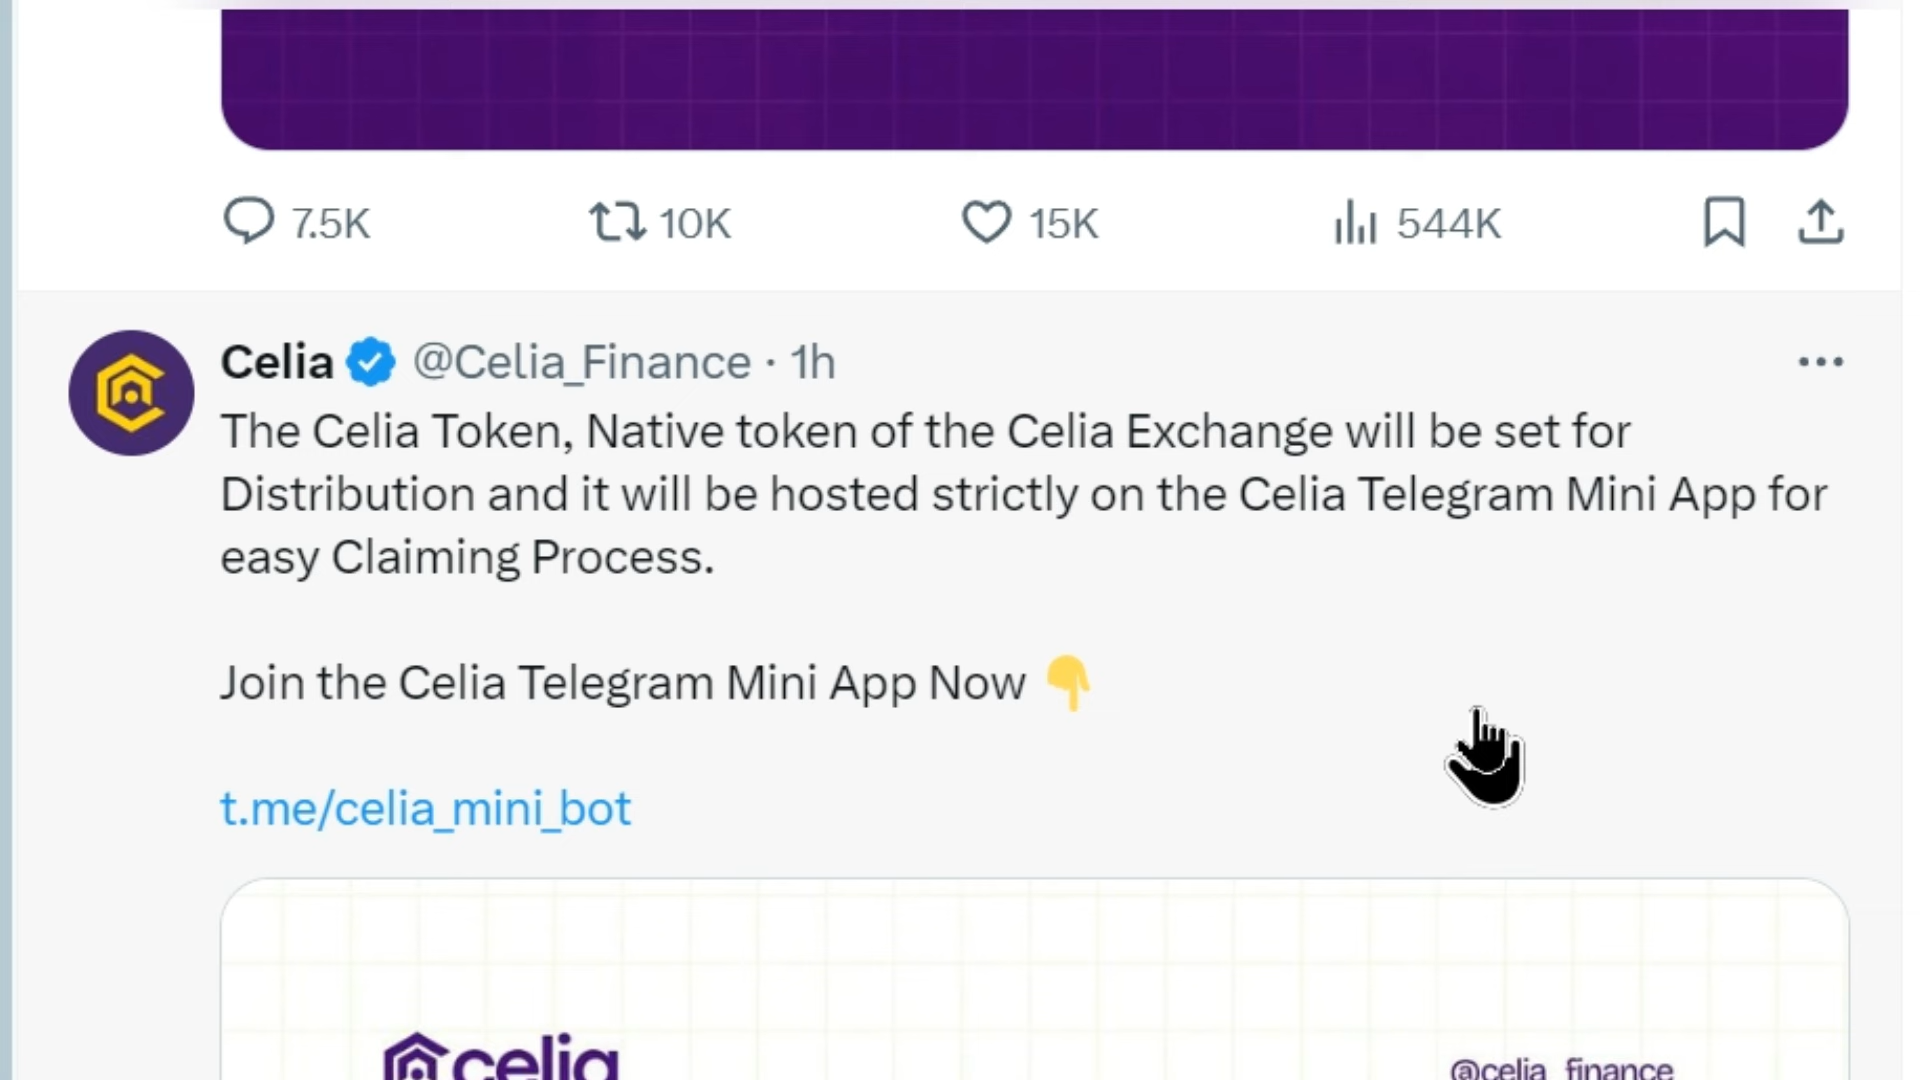 7.5K 10K 15K 544K
Celia @Celia_Finance · 1h
The Celia Token, Native token of the Celia Exchange will be set for
Distribution and it will be hosted strictly on the Celia Telegram Mini App for
easy Claiming Process.
Join the Celia Telegram Mini App Now 👇
t.me/celia_mini_bot
celia @celia_finance